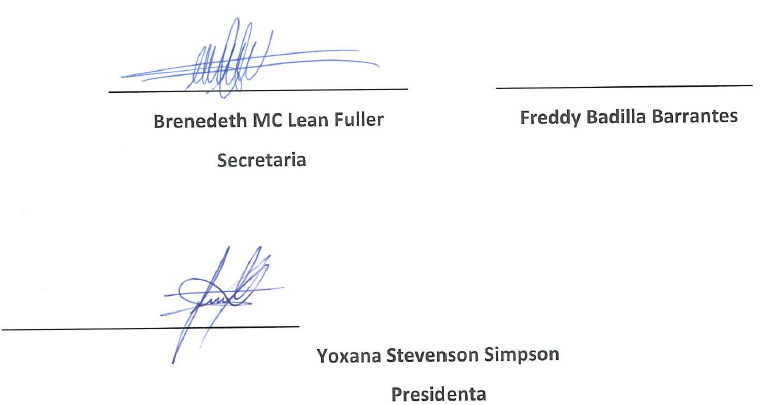 Brenedeth MC Lean Fuller
Freddy Badilla Barrantes
Secretaria
Yoxana Stevenson Simpson
Presidenta